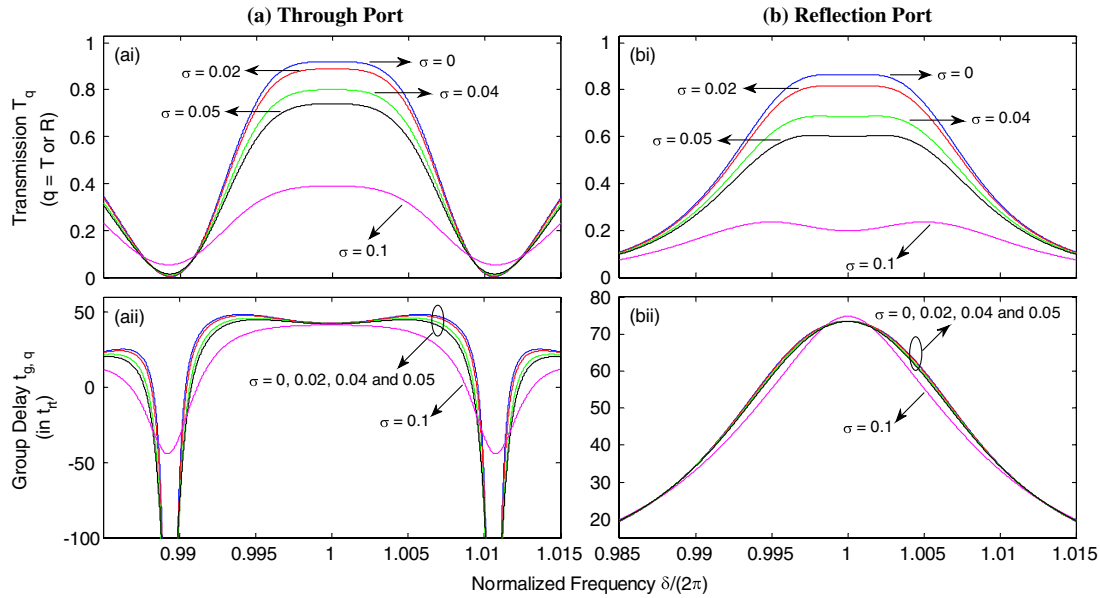 (a) Through Port
(b) Reflection Port
Transmission T_q
(q = T or R)
1
0.8
0.6
0.4
0.2
0
(ai)
σ = 0
σ = 0.02
σ = 0.04
σ = 0.05
σ = 0.1
1
0.8
0.6
0.4
0.2
0
(bi)
σ = 0
σ = 0.02
σ = 0.04
σ = 0.05
σ = 0.1
Group Delay t_{g, q}
(in t_{rt})
50
0
-50
-100
(aii)
σ = 0, 0.02, 0.04 and 0.05
σ = 0.1
0.99 0.995 1 1.005 1.01 1.015
80
70
60
50
40
30
20
(bii)
σ = 0, 0.02, 0.04 and 0.05
σ = 0.1
0.985 0.99 0.995 1 1.005 1.01 1.015
Normalized Frequency δ/(2π)